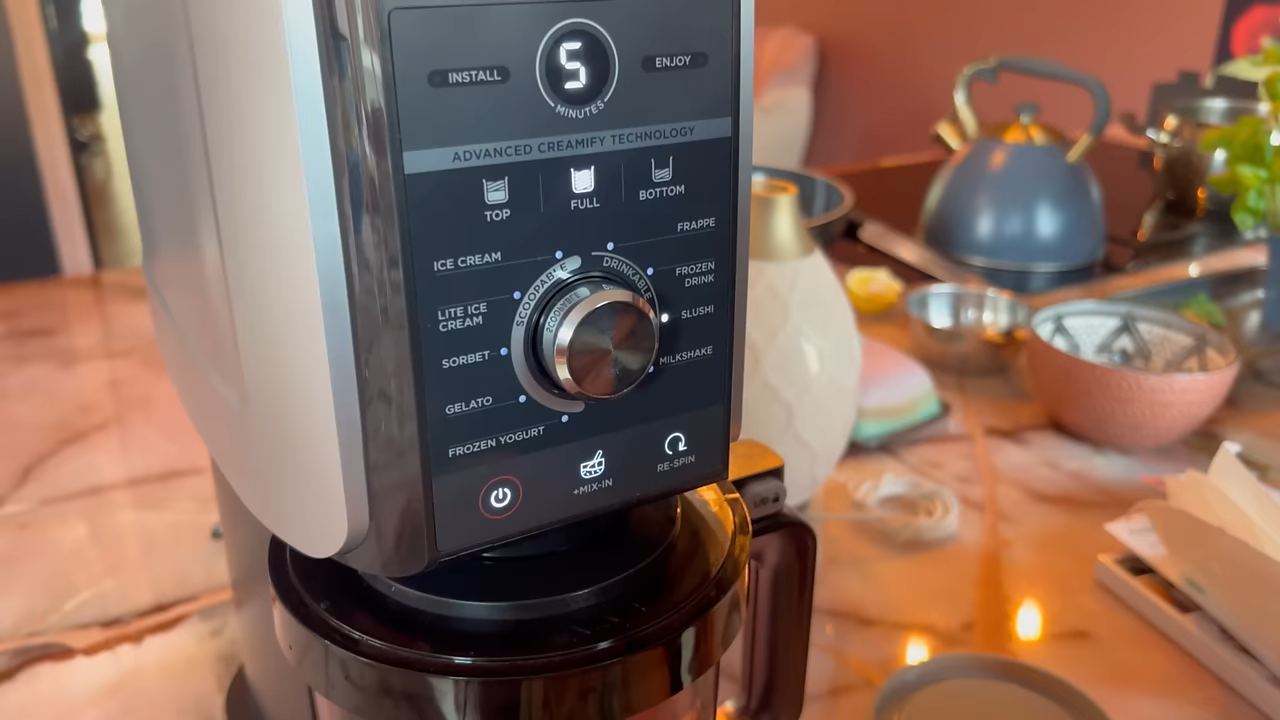 INSTALL
5
ENJOY
MINUTES
ADVANCED CREAMIFY TECHNOLOGY
TOP
FULL
BOTTOM
FRAPPE
ICE CREAM
SCOOPABLE
DRINKABLE
FROZEN
DRINK
LITE ICE
CREAM
SLUSHI
SORBET
MILKSHAKE
GELATO
FROZEN YOGURT
+MIX-IN
RE-SPIN